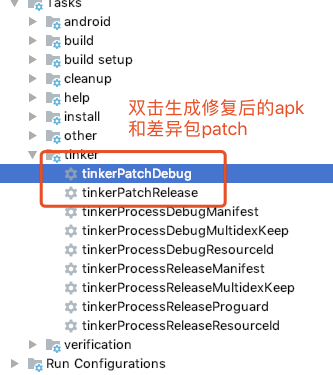 Tasks
android
build
build setup
cleanup
help
install
other
双击生成修复后的apk
和差异包patch
tinker
tinkerPatchDebug
tinkerPatchRelease
tinkerProcessDebugManifest
tinkerProcessDebugMultidexKeep
tinkerProcessDebugResourceId
tinkerProcessReleaseManifest
tinkerProcessReleaseMultidexKeep
tinkerProcessReleaseProguard
tinkerProcessReleaseResourceId
verification
Run Configurations